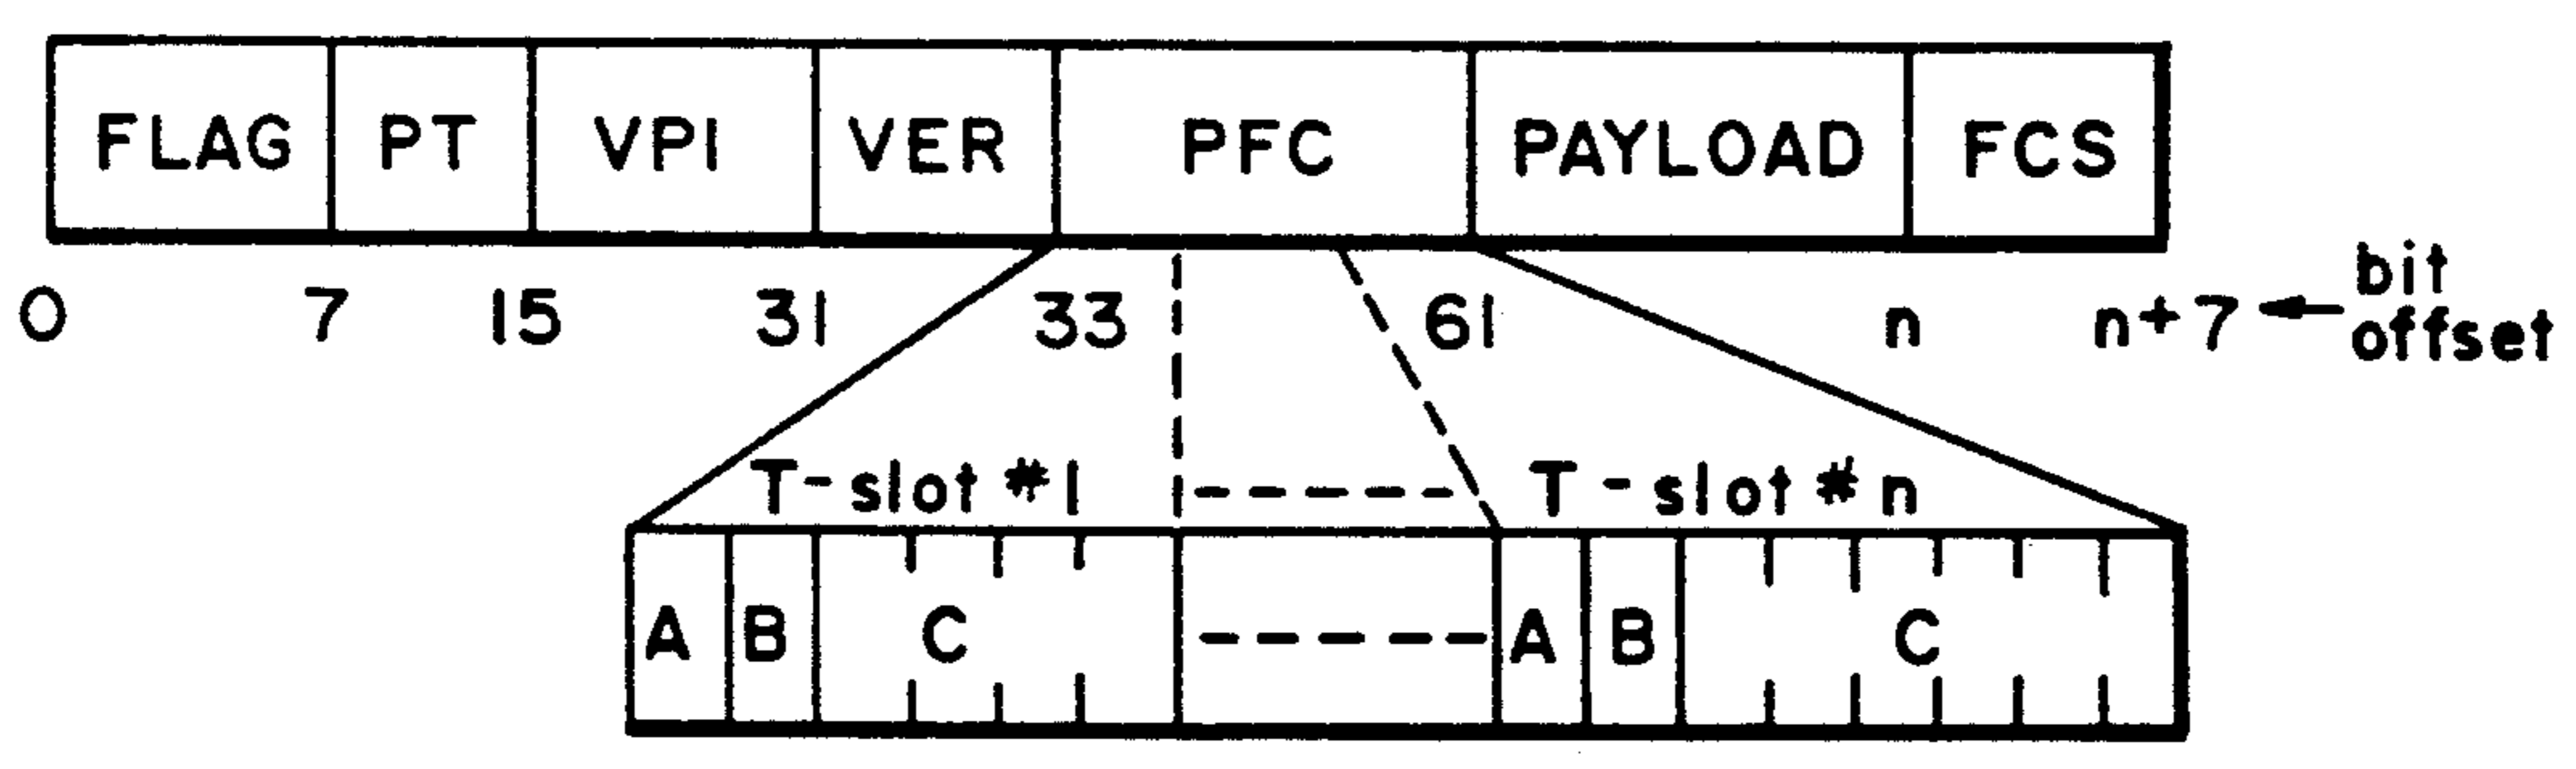 FLAG PT VPI VER PFC PAYLOAD FCS
0 7 15 31 33 61 n n+7 bit offset
T-slot #1 T-slot #n
A B C A B C